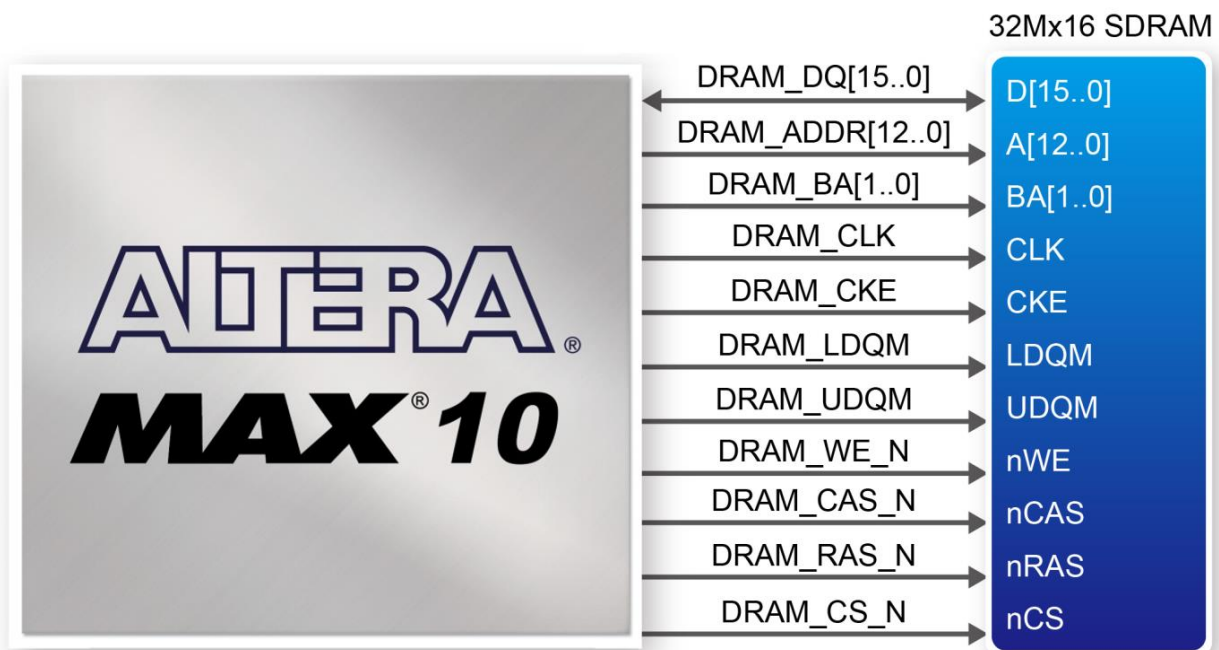 32Mx16 SDRAM
DRAM_DQ[15..0] D[15..0]
DRAM_ADDR[12..0] A[12..0]
DRAM_BA[1..0] BA[1..0]
DRAM_CLK CLK
DRAM_CKE CKE
DRAM_LDQM LDQM
DRAM_UDQM UDQM
DRAM_WE_N nWE
DRAM_CAS_N nCAS
DRAM_RAS_N nRAS
DRAM_CS_N nCS
ALTERA®
MAX®10